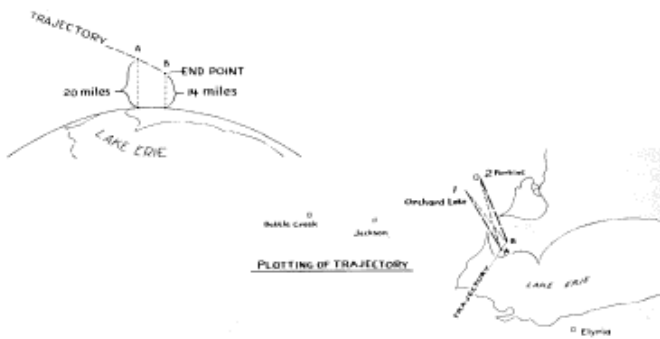 TRAJECTORY
A
B
END POINT
20 miles
14 miles
LAKE ERIE
1
2 Perkins
Orchard Lake
Battle Creek
Jackson
B
A
PLOTTING OF TRAJECTORY
TRAJECTORY
LAKE ERIE
Elyria